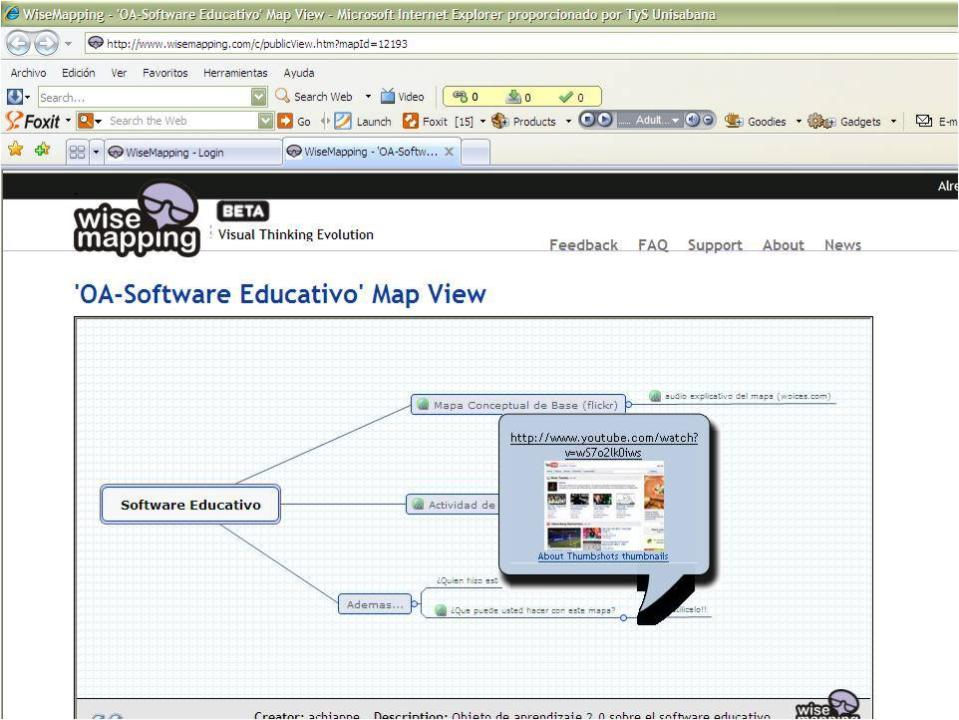 WiseMapping - 'OA-Software Educativo' Map View - Microsoft Internet Explorer proporcionado por TyS Unisabana
http://www.wisemapping.com/c/publicView.htm?mapId=12193
Archivo Edición Ver Favoritos Herramientas Ayuda
Search... Search Web Video 0 0 0
Foxit Search the Web Go Launch Foxit [15] Products ..... Adult... Goodies Gadgets E-m
WiseMapping - Login WiseMapping - 'OA-Softw... X
Alre
wise mapping BETA
Visual Thinking Evolution
Feedback FAQ Support About News
'OA-Software Educativo' Map View
Mapa Conceptual de Base (flickr) audio explicativo del mapa (woices.com)
http://www.youtube.com/watch?
v=wS7o2lk0iws
Software Educativo
Actividad de
About Thumbshots thumbnails
¿Quien hizo est
Ademas...
¿Que puede usted hacer con este mapa?
Creator: achiappe Description: Objeto de aprendizaje 2.0 sobre el software educativo
wise mapping